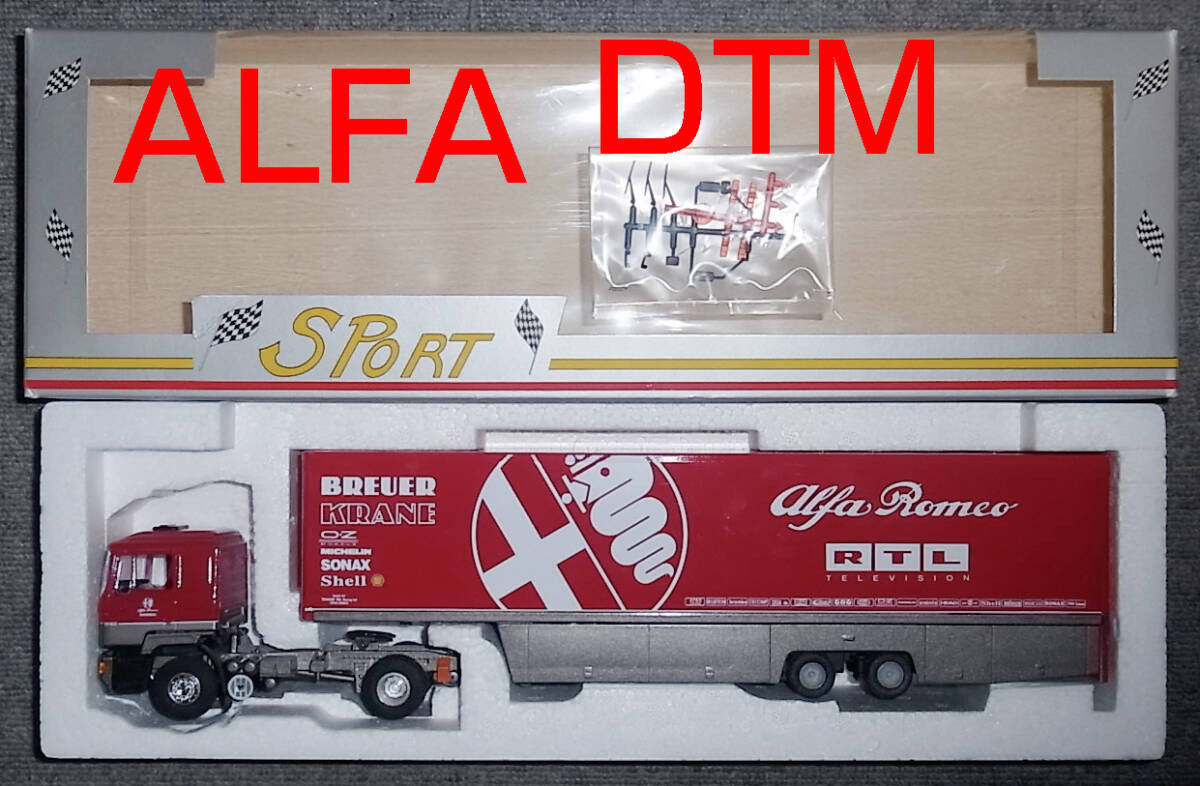 ALFA DTM
SPORT
BREUER
KRANE
OZ
MICHELIN
SONAX
Shell
Alfa Romeo
RTL
TELEVISION